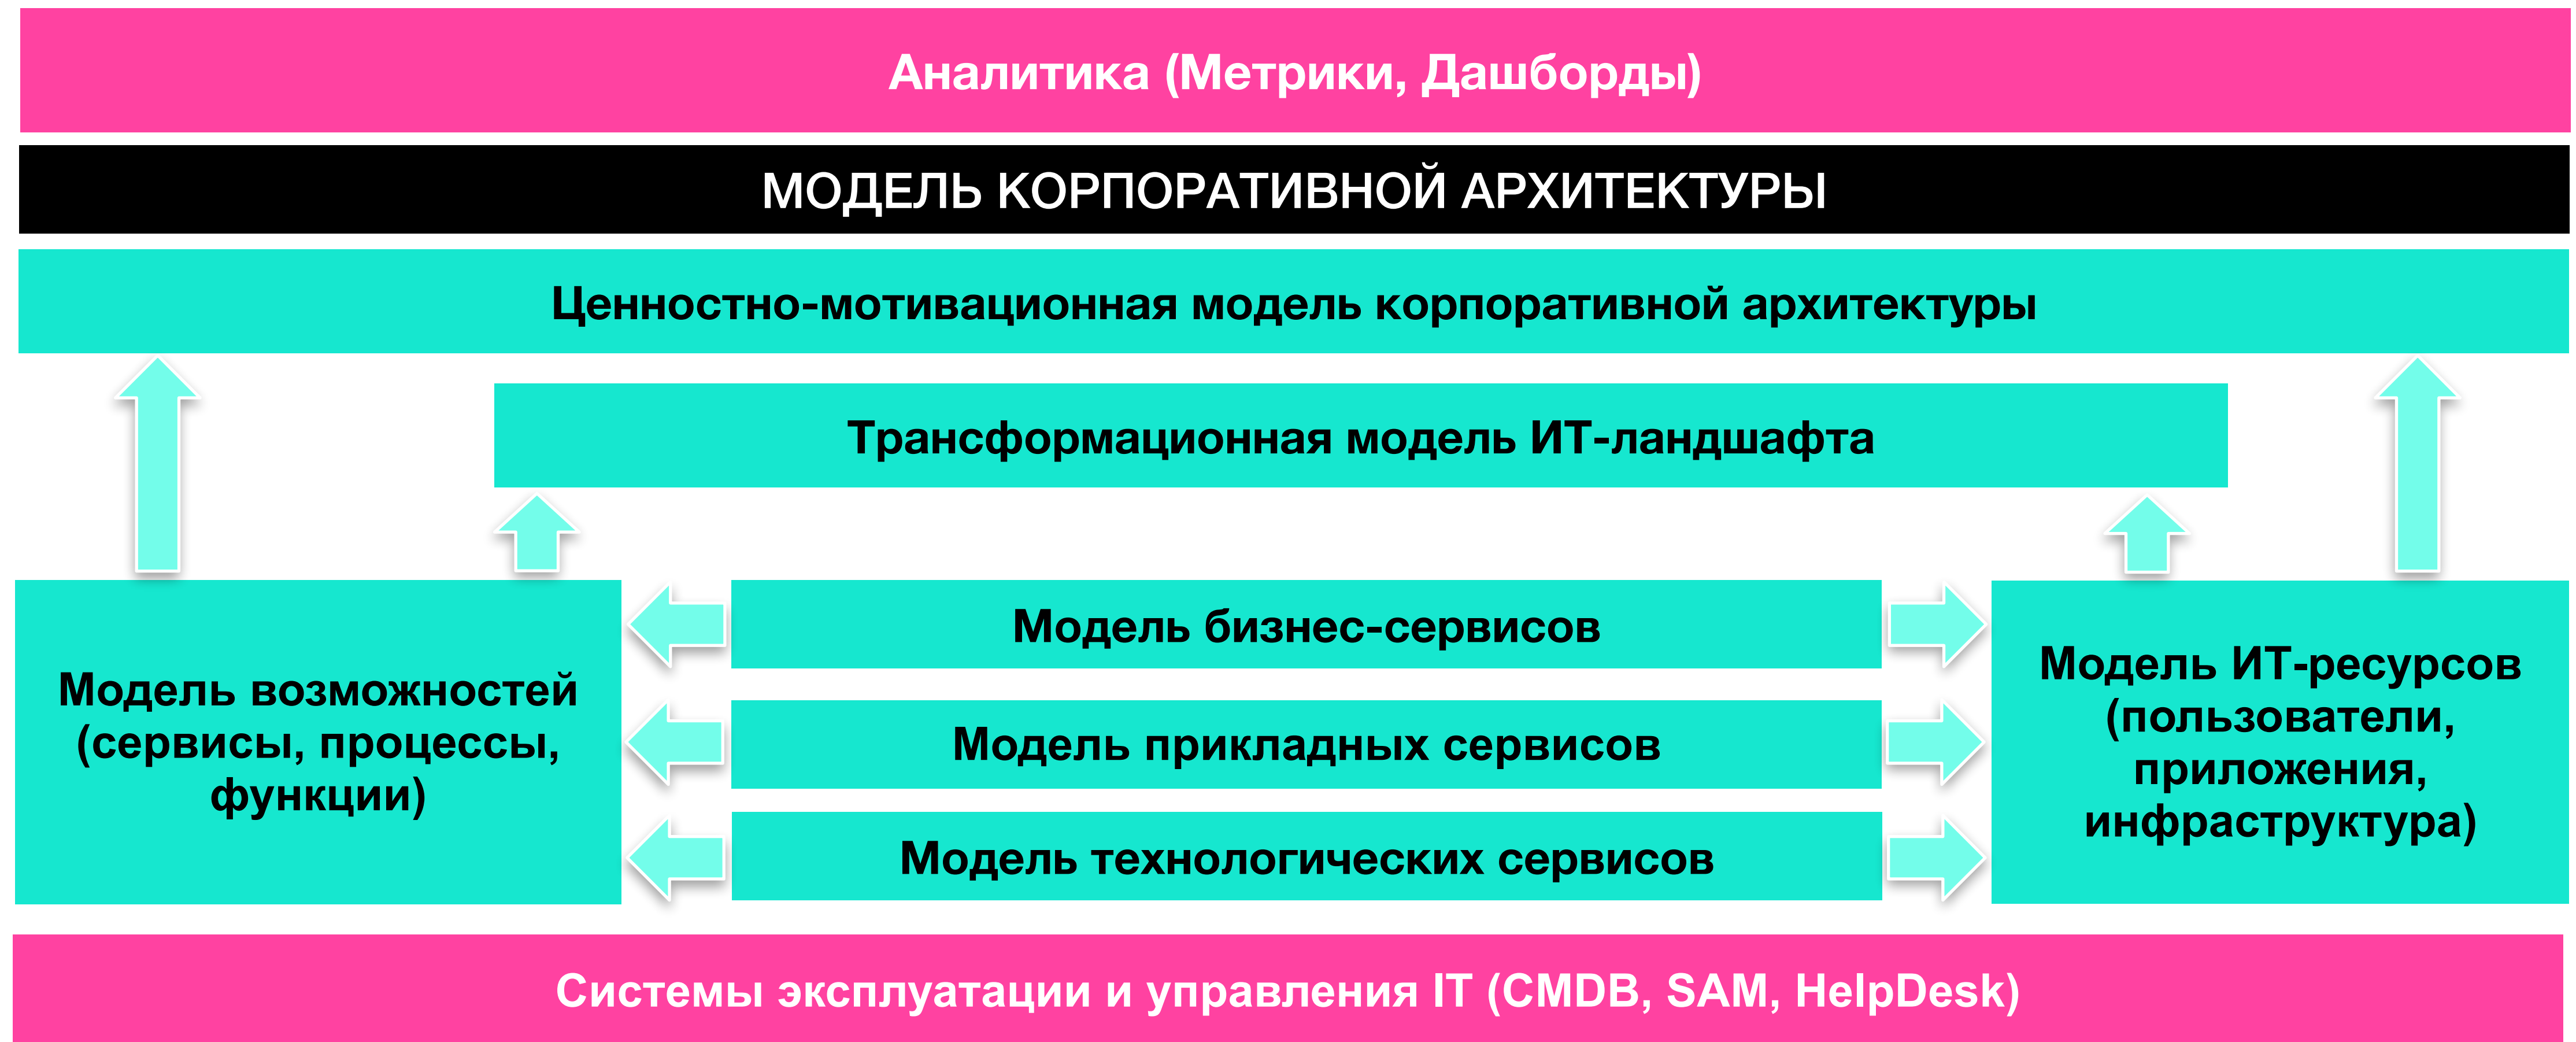 Аналитика (Метрики, Дашборды)
МОДЕЛЬ КОРПОРАТИВНОЙ АРХИТЕКТУРЫ
Ценностно-мотивационная модель корпоративной архитектуры
Трансформационная модель ИТ-ландшафта
Модель возможностей
(сервисы, процессы,
функции)
Модель бизнес-сервисов
Модель прикладных сервисов
Модель технологических сервисов
Модель ИТ-ресурсов
(пользователи,
приложения,
инфраструктура)
Системы эксплуатации и управления IT (CMDB, SAM, HelpDesk)